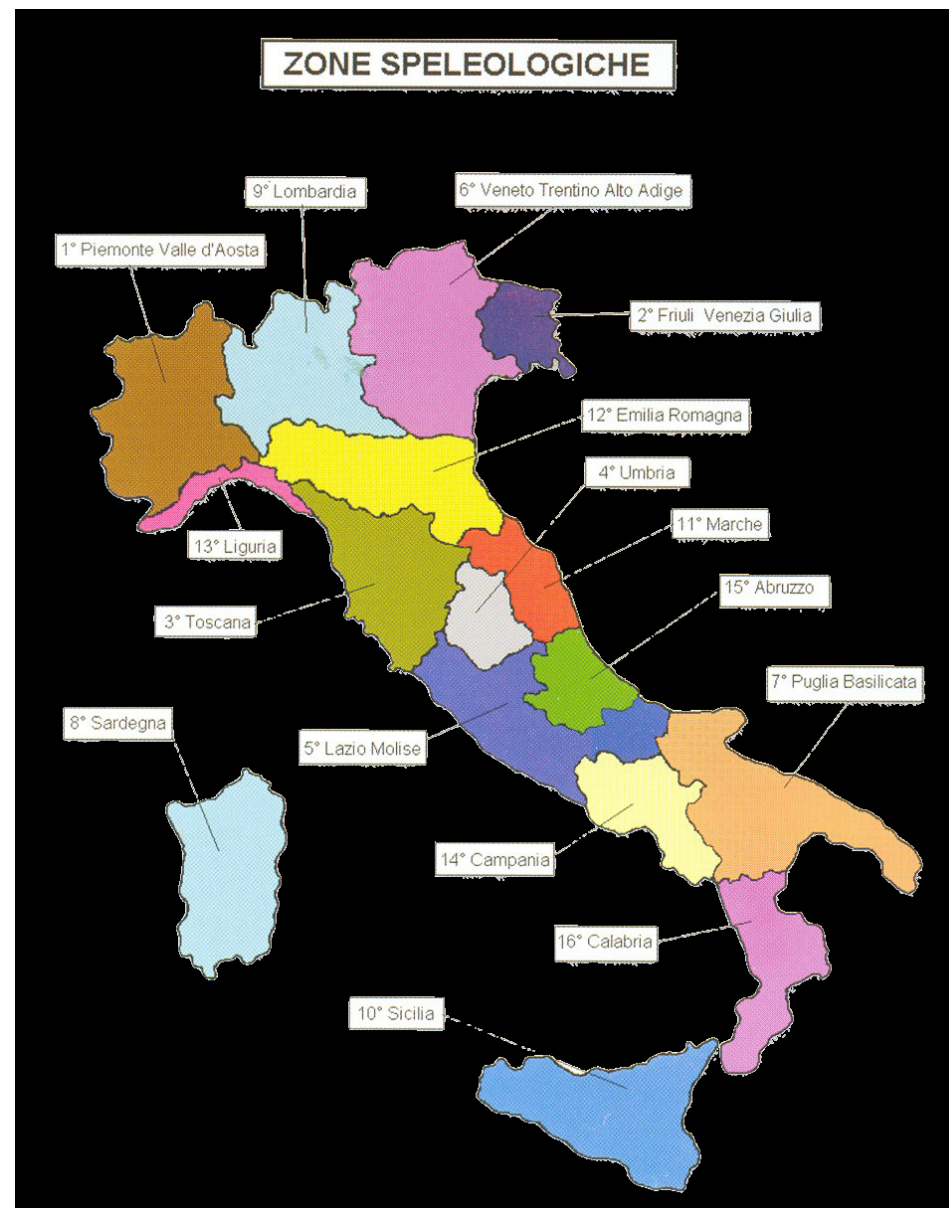 ZONE SPELEOLOGICHE
9° Lombardia
6° Veneto Trentino Alto Adige
1° Piemonte Valle d'Aosta
2° Friuli Venezia Giulia
12° Emilia Romagna
4° Umbria
11° Marche
13° Liguria
15° Abruzzo
3° Toscana
7° Puglia Basilicata
8° Sardegna
5° Lazio Molise
14° Campania
16° Calabria
10° Sicilia